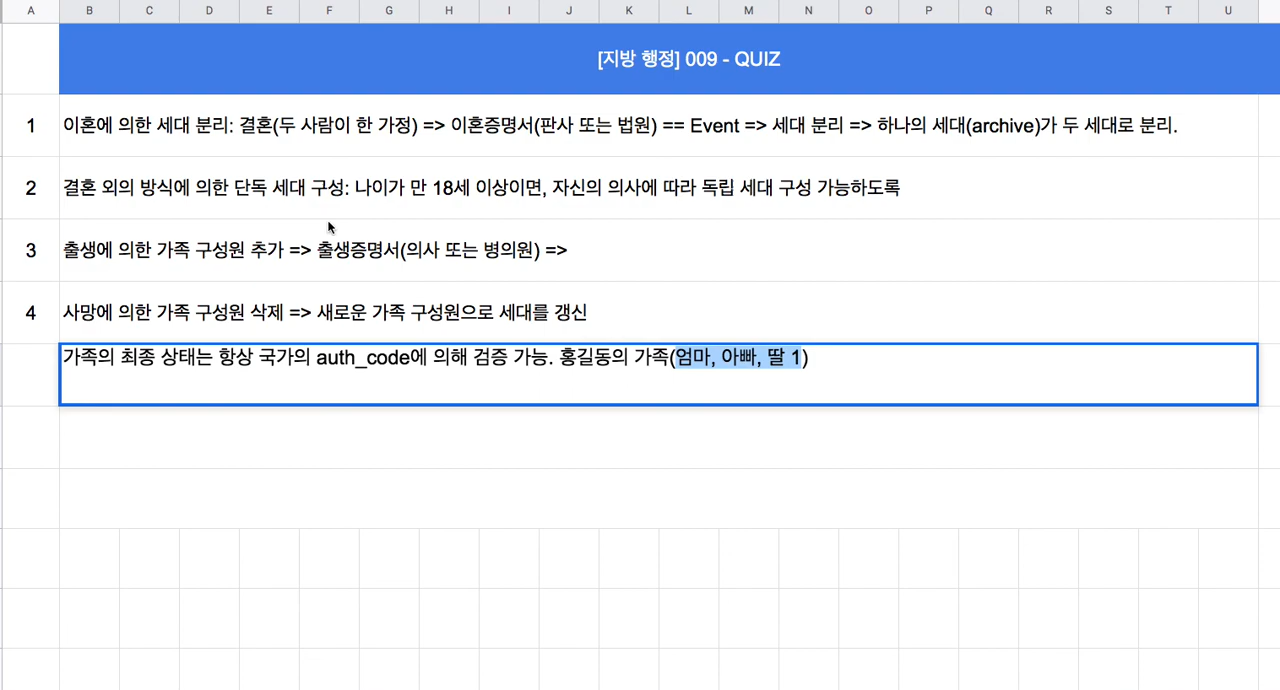 A B C D E F G H I J K L M N O P Q R S T U
[지방 행정] 009 - QUIZ
1 이혼에 의한 세대 분리: 결혼(두 사람이 한 가정) => 이혼증명서(판사 또는 법원) == Event => 세대 분리 => 하나의 세대(archive)가 두 세대로 분리.
2 결혼 외의 방식에 의한 단독 세대 구성: 나이가 만 18세 이상이면, 자신의 의사에 따라 독립 세대 구성 가능하도록
3 출생에 의한 가족 구성원 추가 => 출생증명서(의사 또는 병의원) =>
4 사망에 의한 가족 구성원 삭제 => 새로운 가족 구성원으로 세대를 갱신
가족의 최종 상태는 항상 국가의 auth_code에 의해 검증 가능. 홍길동의 가족(엄마, 아빠, 딸 1)